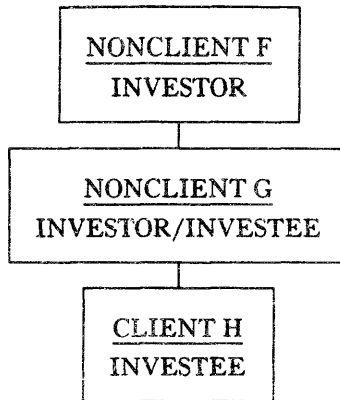 NONCLIENT F
INVESTOR
NONCLIENT G
INVESTOR/INVESTEE
CLIENT H
INVESTEE